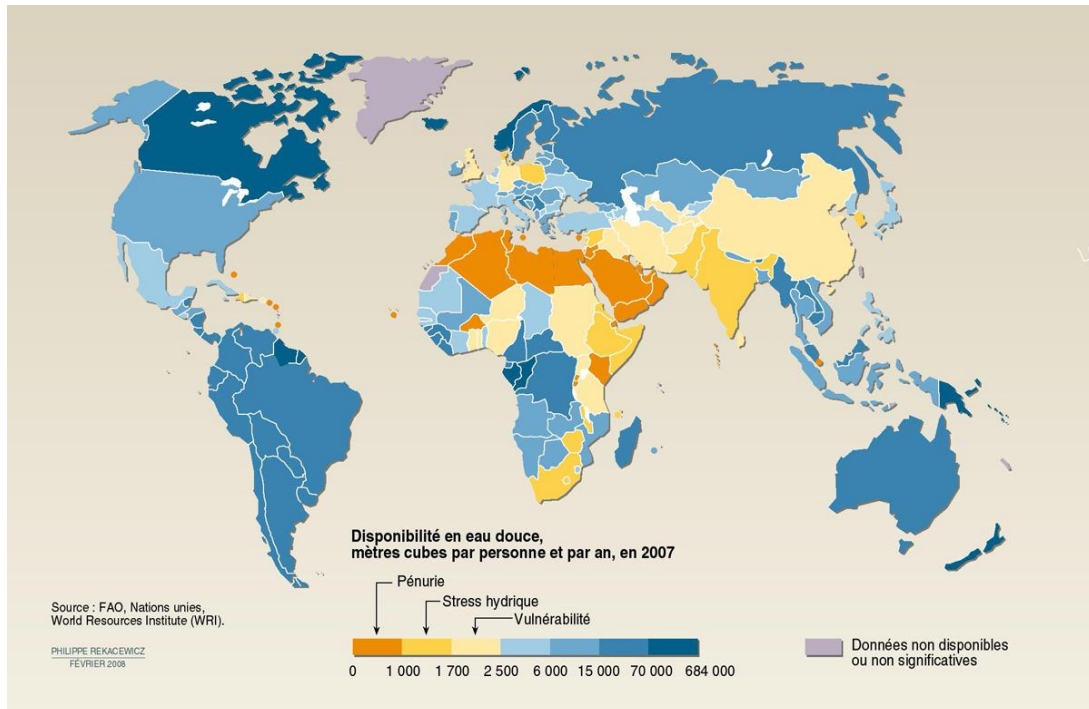 Disponibilité en eau douce,
mètres cubes par personne et par an, en 2007
Pénurie
Stress hydrique
Vulnérabilité
0 1 000 1 700 2 500 6 000 15 000 70 000 684 000
Données non disponibles
ou non significatives
Source : FAO, Nations unies,
World Resources Institute (WRI).
PHILIPPE REKACEWICZ
FÉVRIER 2008